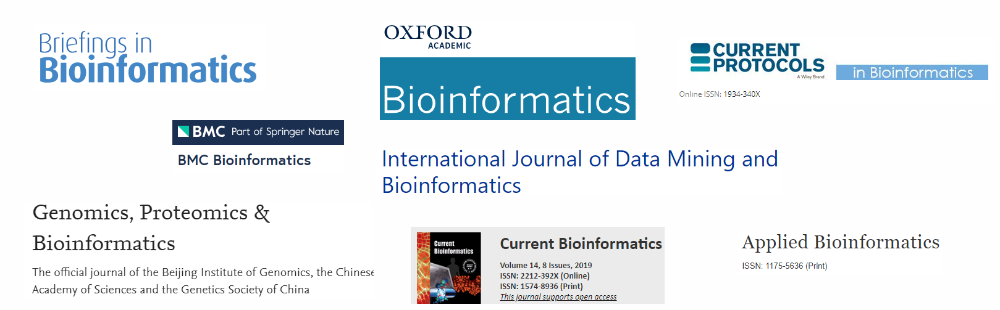 Briefings in
Bioinformatics
OXFORD
ACADEMIC
Bioinformatics
CURRENT
PROTOCOLS
A Wiley Brand
in Bioinformatics
Online ISSN: 1934-340X
BMC Part of Springer Nature
BMC Bioinformatics
International Journal of Data Mining and
Bioinformatics
Genomics, Proteomics &
Bioinformatics
The official journal of the Beijing Institute of Genomics, the Chinese
Academy of Sciences and the Genetics Society of China
Current
Bioinformatics
Current Bioinformatics
Volume 14, 8 Issues, 2019
ISSN: 2212-392X (Online)
ISSN: 1574-8936 (Print)
This journal supports open access
Applied Bioinformatics
ISSN: 1175-5636 (Print)